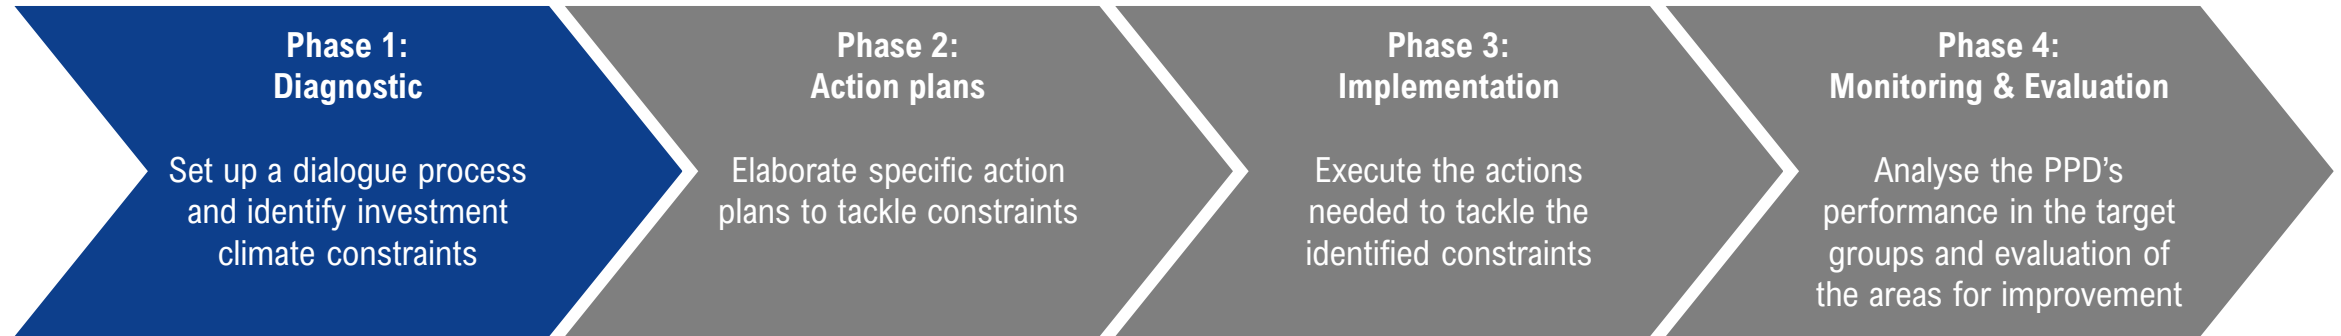 Phase 1:
Diagnostic
Set up a dialogue process
and identify investment
climate constraints
Phase 2:
Action plans
Elaborate specific action
plans to tackle constraints
Phase 3:
Implementation
Execute the actions
needed to tackle the
identified constraints
Phase 4:
Monitoring & Evaluation
Analyse the PPD's
performance in the target
groups and evaluation of
the areas for improvement